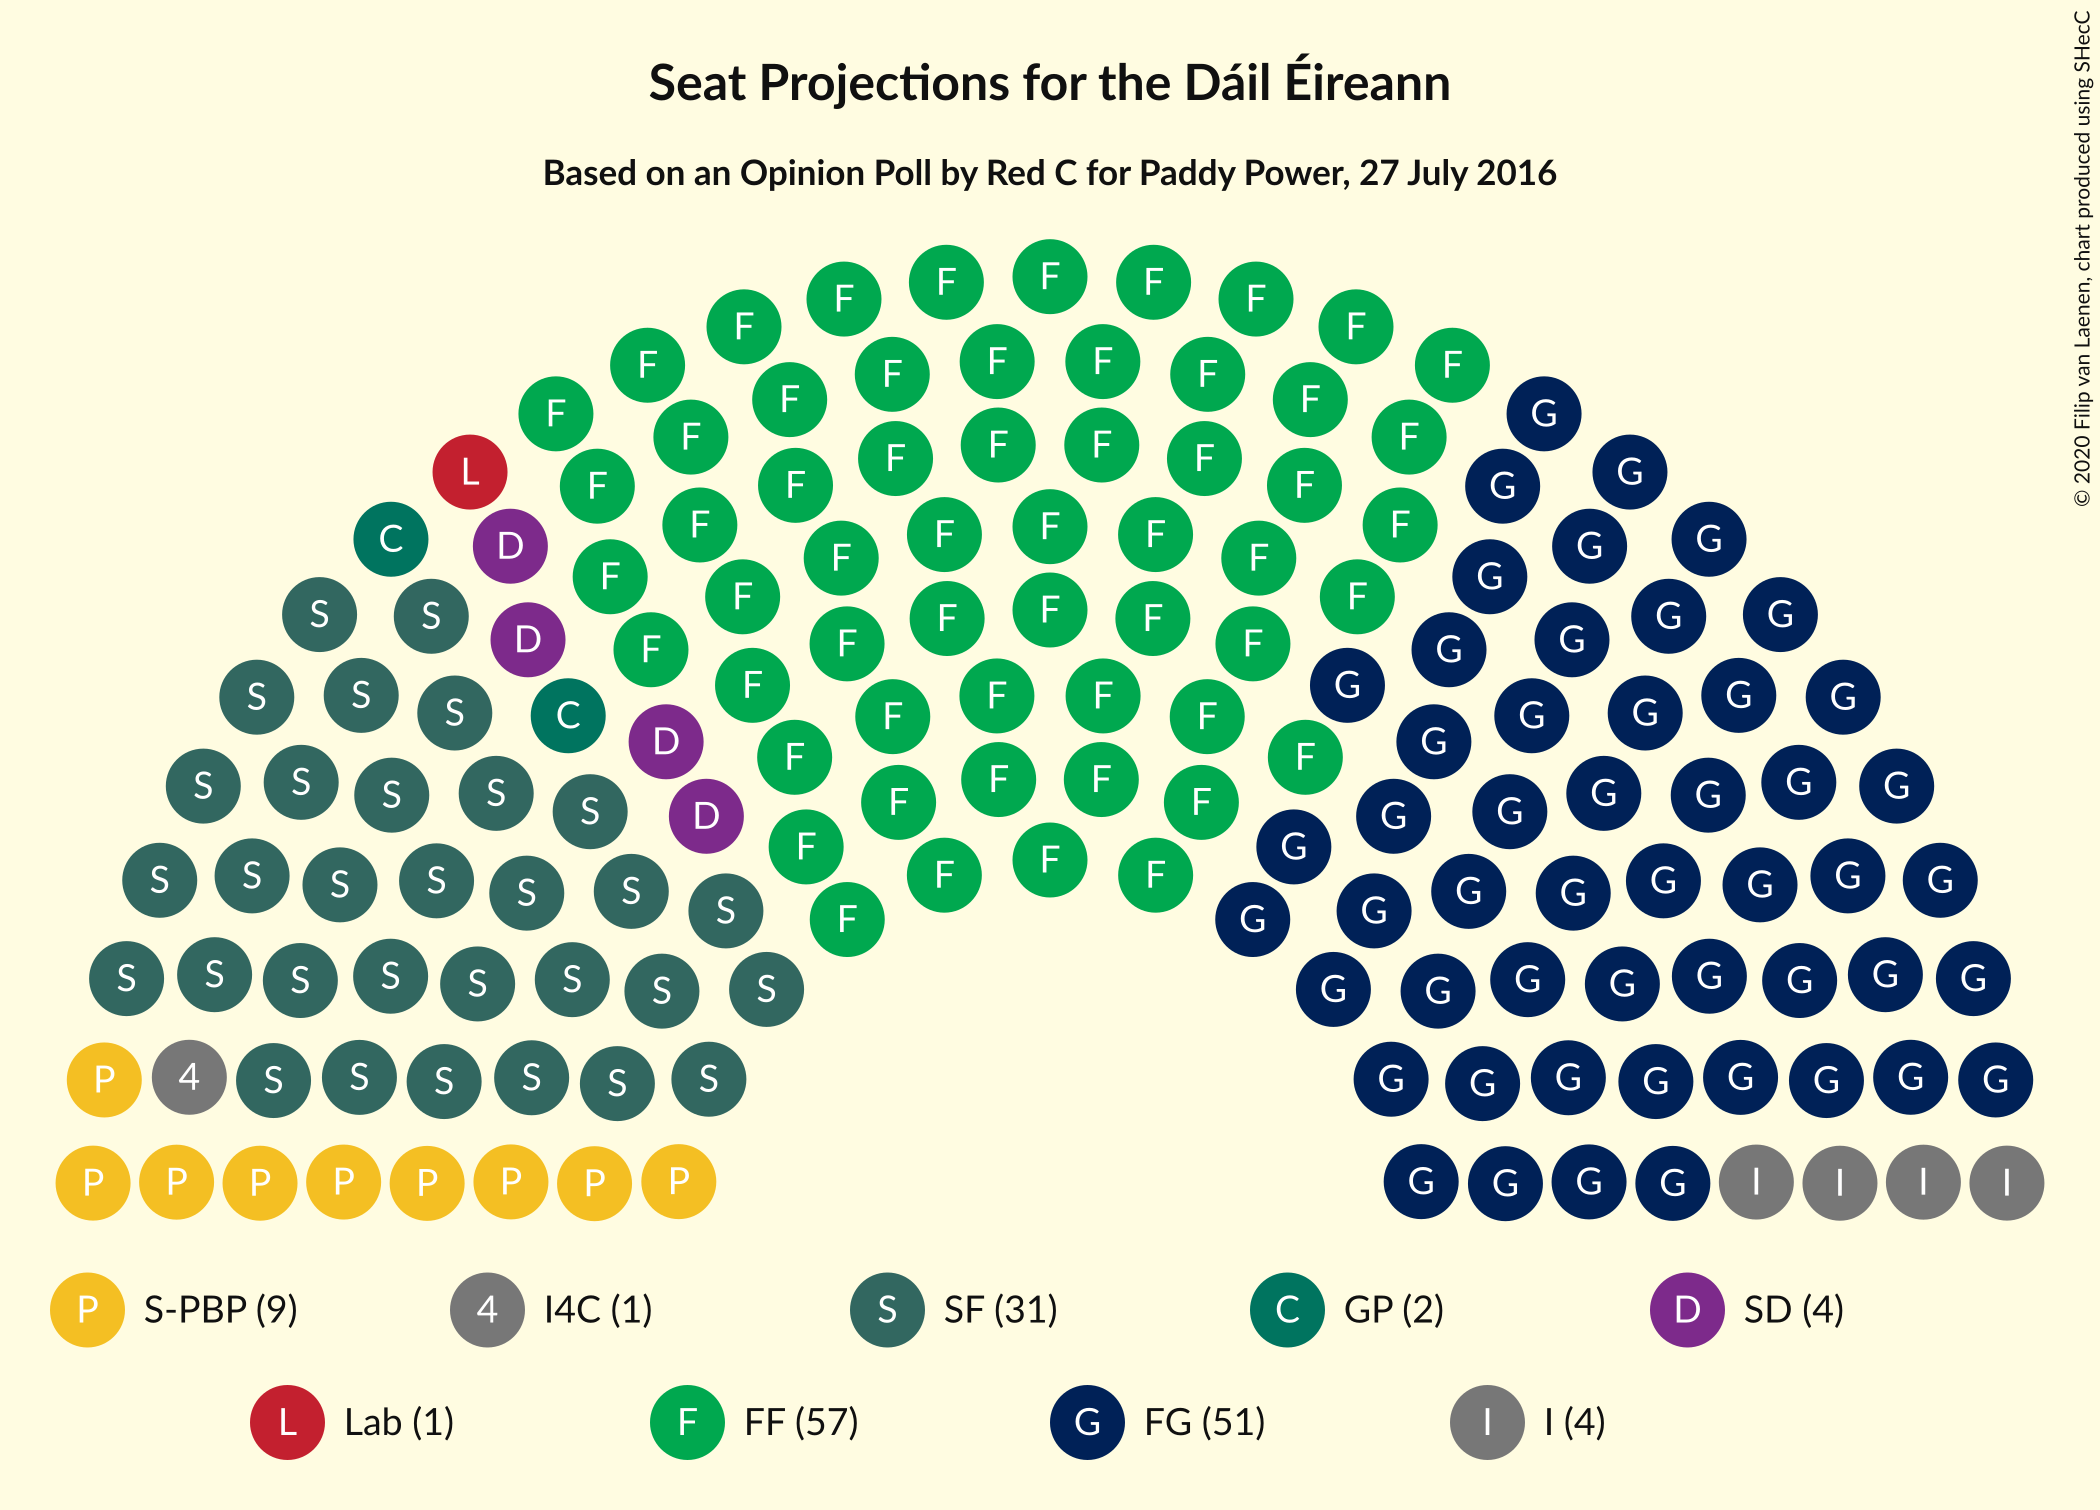 Seat Projections for the Dáil Éireann
Based on an Opinion Poll by Red C for Paddy Power, 27 July 2016
© 2020 Filip van Laenen, chart produced using SHecC
F F F F F
F F F F
F F F F F F
F F F F G
F F F F F F
L F F G G
F F F F
C D F F G G
F F F F F
F F G G
S S F F F G
D F F F G G
S S F F G G
S S C F F F F G G G
D G
F F
S S S S F F G G G G
S D F F G G
F F
S S S S F F F F G G G G
S S S F G G G
S F F G G
S S S S S S S S G G G G G G G G
P 4 S S S S S S G G G G G G G G
P P P P P P P P G G G G I I I I
P S-PBP (9) 4 I4C (1) S SF (31) C GP (2) D SD (4)
L Lab (1) F FF (57) G FG (51) I I (4)